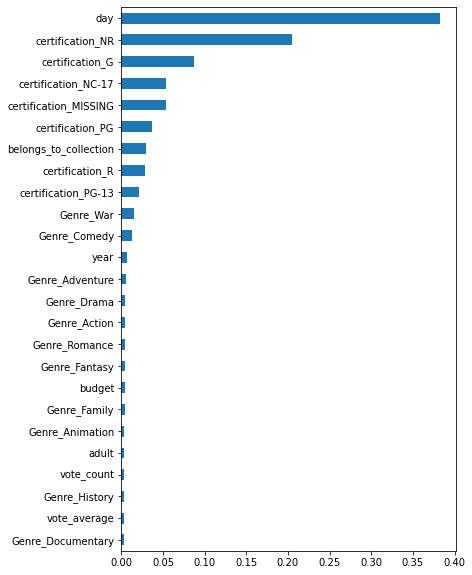 day
certification_NR
certification_G
certification_NC-17
certification_MISSING
certification_PG
belongs_to_collection
certification_R
certification_PG-13
Genre_War
Genre_Comedy
year
Genre_Adventure
Genre_Drama
Genre_Action
Genre_Romance
Genre_Fantasy
budget
Genre_Family
Genre_Animation
adult
vote_count
Genre_History
vote_average
Genre_Documentary
0.00 0.05 0.10 0.15 0.20 0.25 0.30 0.35 0.40